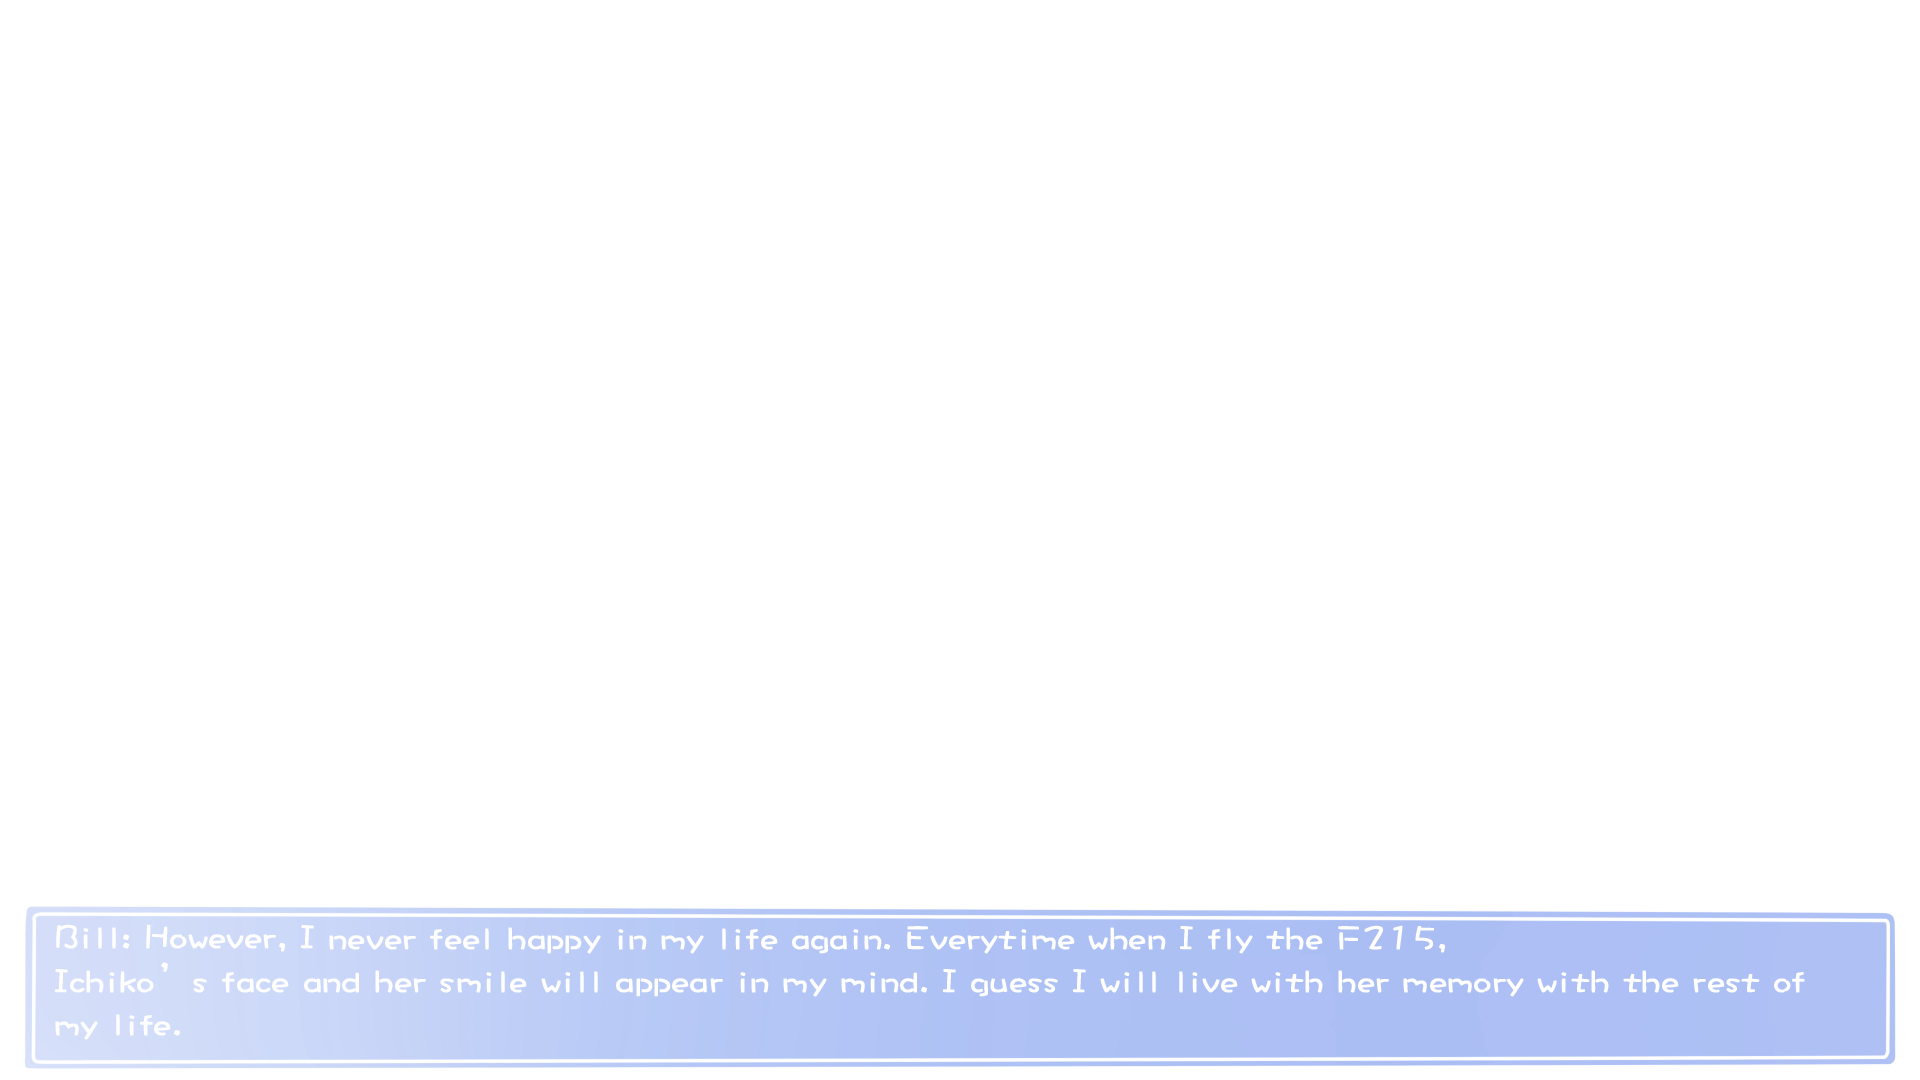 Bill: However, I never feel happy in my life again. Everytime when I fly the F215,
Ichiko’s face and her smile will appear in my mind. I guess I will live with her memory with the rest of
my life.